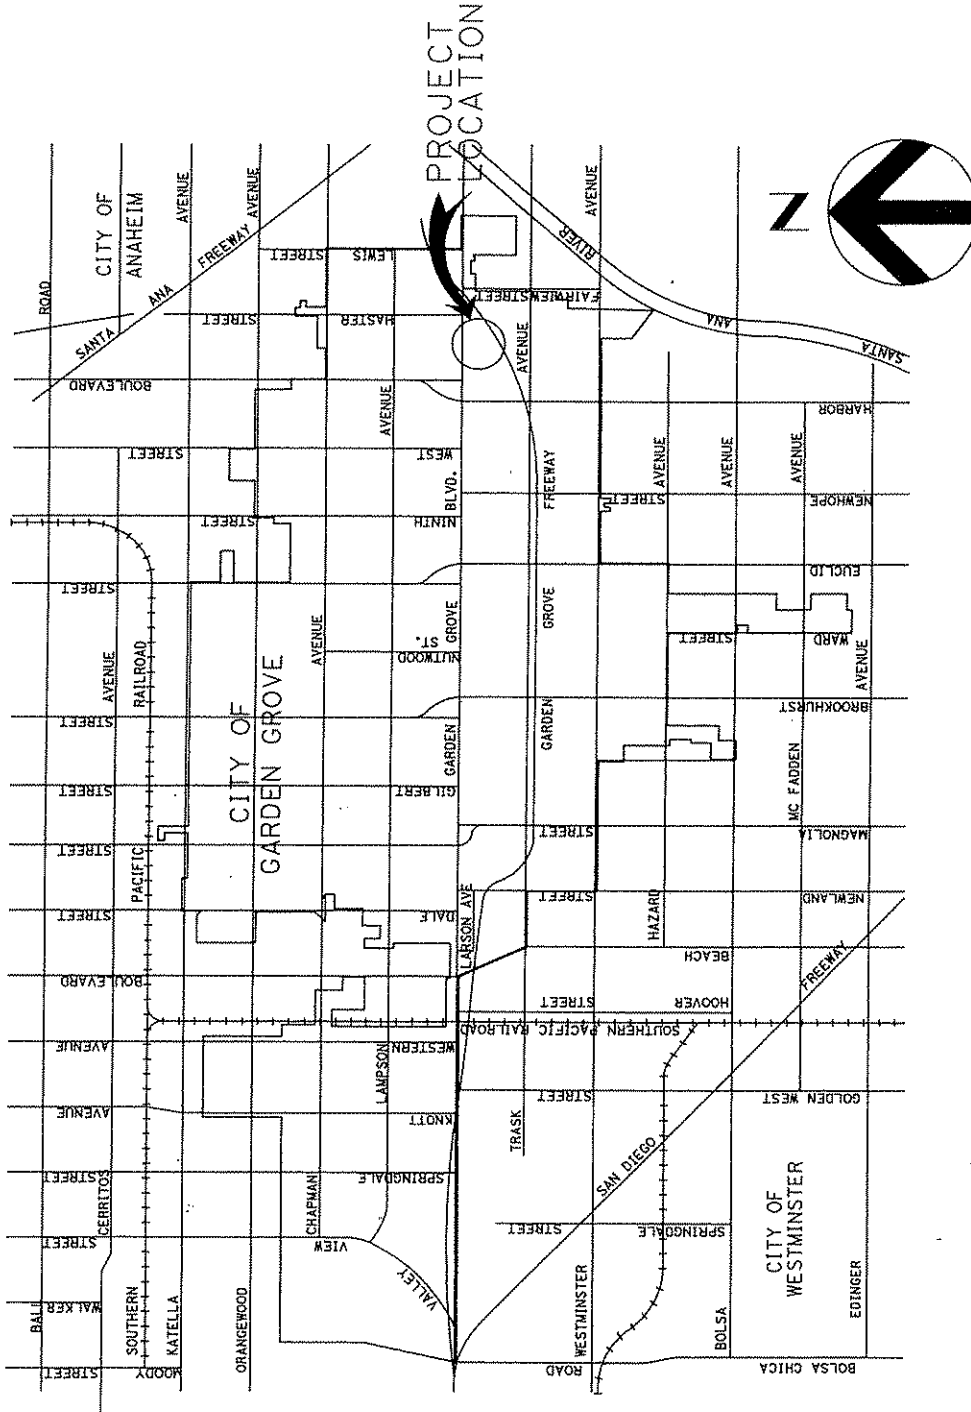 PROJECT
LOCATION
N
CITY OF
ANAHEIM
CITY OF
GARDEN GROVE
CITY OF
WESTMINSTER
BALL ROAD
CERRITOS AVENUE
SOUTHERN PACIFIC RAILROAD
KATELLA AVENUE
ORANGEWOOD AVENUE
CHAPMAN AVENUE
LAMPSON AVENUE
GARDEN GROVE BLVD.
LARSON AVE
GARDEN GROVE FREEWAY
TRASK AVENUE
WESTMINSTER AVENUE
HAZARD AVENUE
BOLSA AVENUE
MC FADDEN AVENUE
EDINGER AVENUE
SANTA ANA FREEWAY
SANTA ANA RIVER
SAN DIEGO FREEWAY
SOUTHERN PACIFIC RAILROAD
MOODY STREET
WALKER STREET
VALLEY VIEW STREET
SPRINGDALE STREET
KNOTT AVENUE
WESTERN AVENUE
BOULEVARD
DALE STREET
STREET
GILBERT STREET
STREET
NUTWOOD ST.
STREET
NINTH STREET
WEST STREET
BOULEVARD
HASTER STREET
LEWIS STREET
FAIRVIEW STREET
HARBOR
NEWHOPE STREET
EUCLID
WARD STREET
BROOKHURST
MAGNOLIA STREET
NEWLAND STREET
BEACH
HOOVER STREET
GOLDEN WEST STREET
SPRINGDALE STREET
BOLSA CHICA ROAD